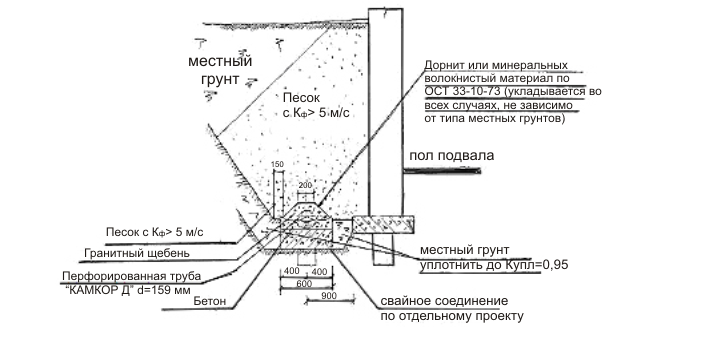 местный
грунт
Песок
с Kф> 5 м/с
Дорнит или минеральных
волокнистый материал по
ОСТ 33-10-73 (укладывается во
всех случаях, не зависимо
от типа местных грунтов)
пол подвала
150
200
Песок с Kф> 5 м/с
Гранитный щебень
Перфорированная труба
"КАМКОР Д" d=159 мм
Бетон
400
400
600
900
местный грунт
уплотнить до Купл=0,95
свайное соединение
по отдельному проекту